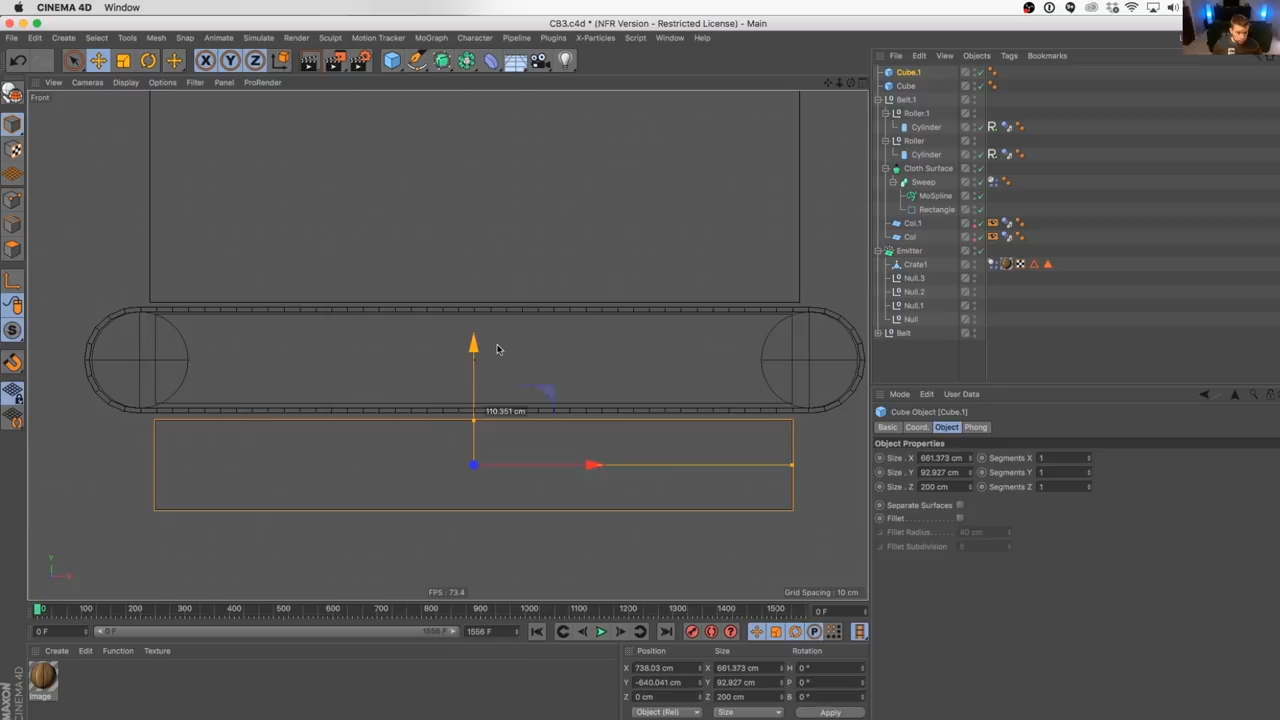 CINEMA 4D Window
CB3.c4d * (NFR Version - Restricted License) - Main
File Edit Create Select Tools Mesh Snap Animate Simulate Render Sculpt Motion Tracker MoGraph Character Pipeline Plugins X-Particles Script Window Help
View Cameras Display Options Filter Panel ProRender
Front
110.351 cm
Y
X
FPS : 73.4
Grid Spacing : 10 cm
0 100 200 300 400 500 600 700 800 900 1000 1100 1200 1300 1400 1500
0 F
0 F
0 F
1556 F
1556 F
Create Edit Function Texture
Image
Position Size Rotation
X 738.03 cm X 661.373 cm H 0 °
Y -640.041 cm Y 92.927 cm P 0 °
Z 0 cm Z 200 cm B 0 °
Object (Rel) Size Apply
File Edit View Objects Tags Bookmarks
Cube.1
Cube
Belt.1
Roller.1
Cylinder
Roller
Cylinder
Cloth Surface
Sweep
MoSpline
Rectangle
Col.1
Col
Emitter
Crate1
Null.3
Null.2
Null.1
Null
Belt
Mode Edit User Data
Cube Object [Cube.1]
Basic Coord. Object Phong
Object Properties
Size . X 661.373 cm Segments X 1
Size . Y 92.927 cm Segments Y 1
Size . Z 200 cm Segments Z 1
Separate Surfaces
Fillet
Fillet Radius 40 cm
Fillet Subdivision 5
MAXON
CINEMA 4D